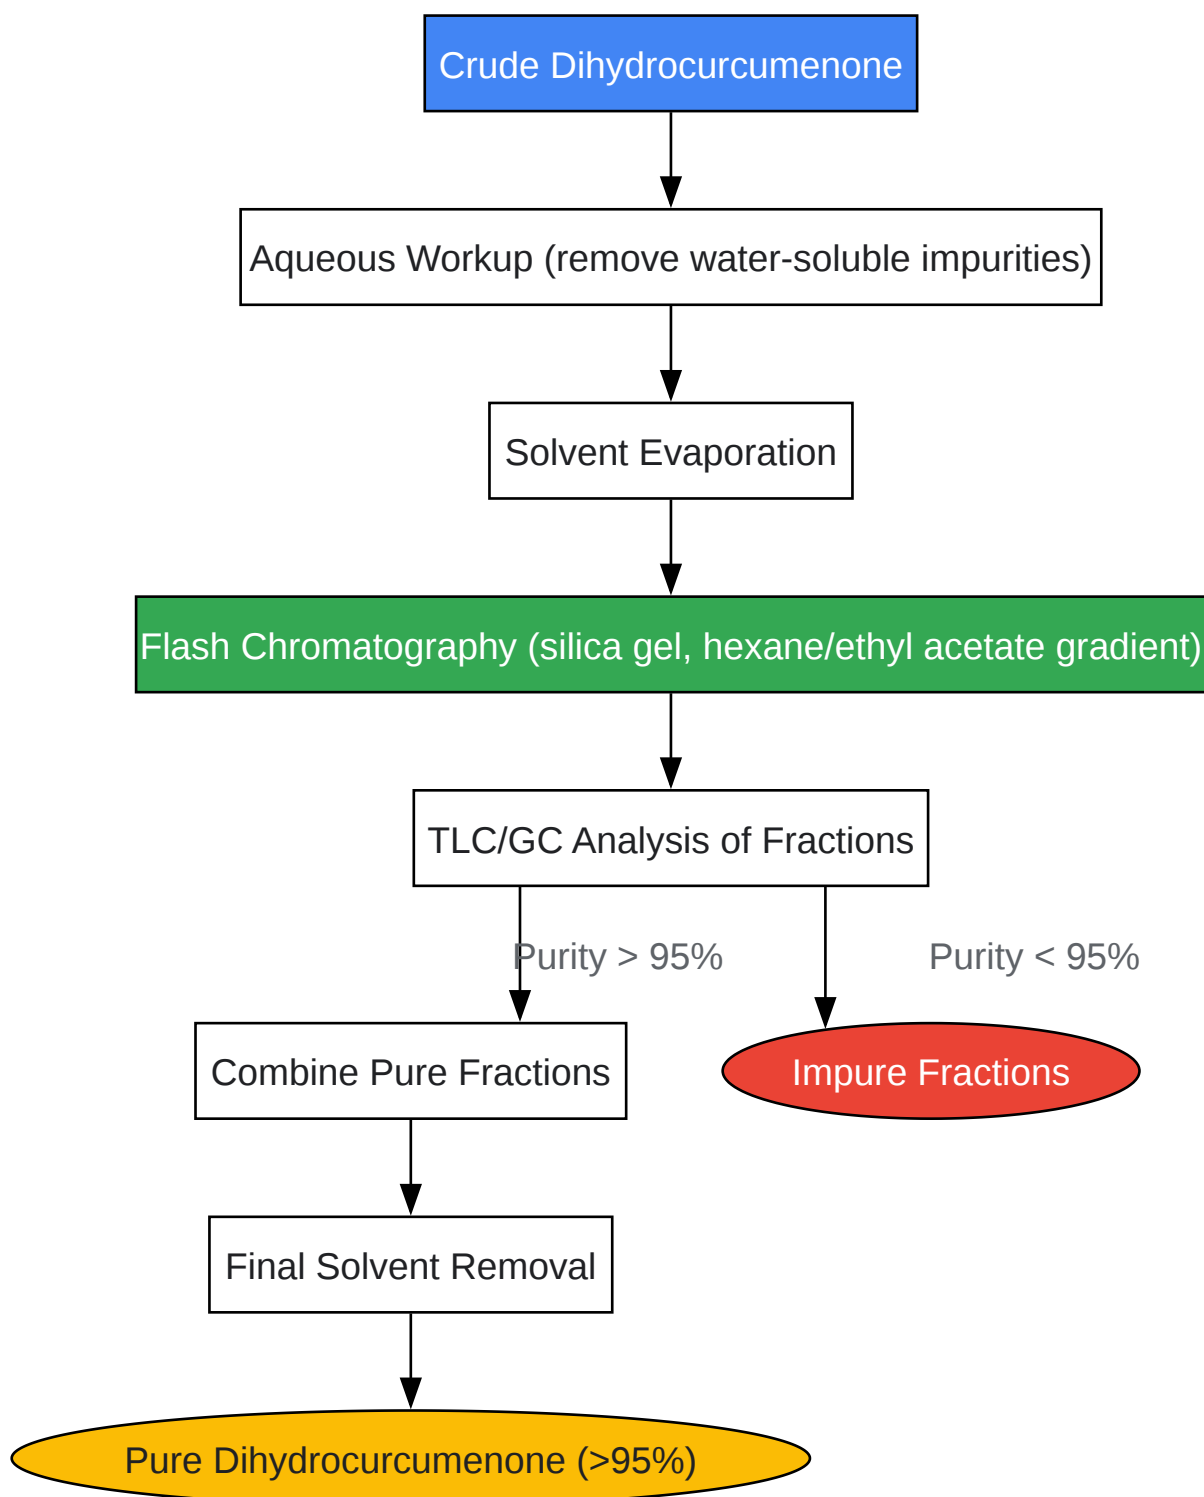 Crude Dihydrocurcumenone
Aqueous Workup (remove water-soluble impurities)
Solvent Evaporation
Flash Chromatography (silica gel, hexane/ethyl acetate gradient)
TLC/GC Analysis of Fractions
Purity > 95%
Purity < 95%
Combine Pure Fractions
Impure Fractions
Final Solvent Removal
Pure Dihydrocurcumenone (>95%)